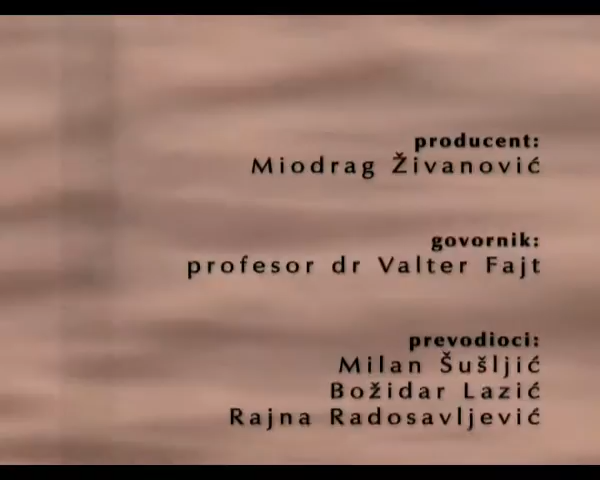 producent:
Miodrag Živanović
govornik:
profesor dr Valter Fajt
prevodioci:
Milan Šušljić
Božidar Lazić
Rajna Radosavljević